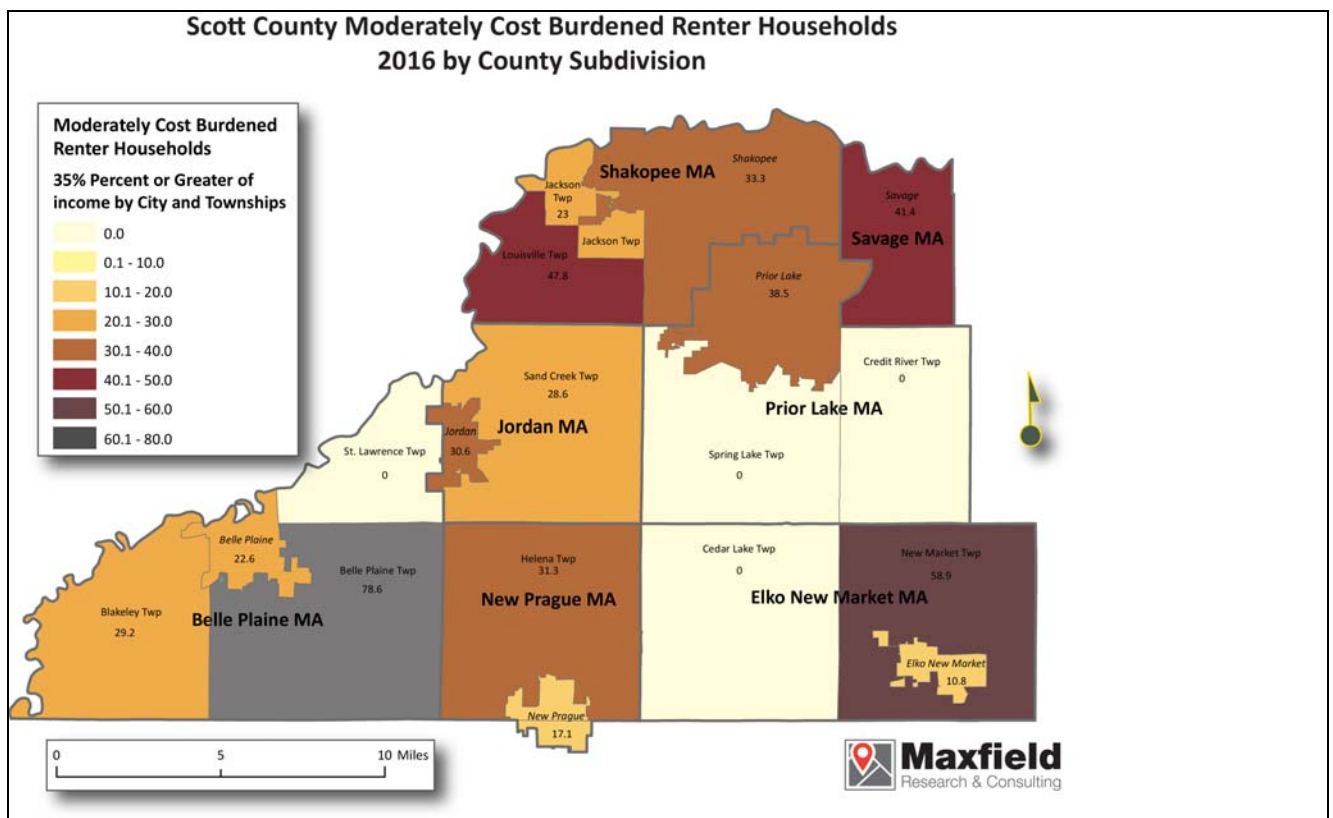 Scott County Moderately Cost Burdened Renter Households
2016 by County Subdivision
Moderately Cost Burdened
Renter Households
35% Percent or Greater of
income by City and Townships
0.0
0.1 - 10.0
10.1 - 20.0
20.1 - 30.0
30.1 - 40.0
40.1 - 50.0
50.1 - 60.0
60.1 - 80.0
Shakopee
Shakopee MA
33.3
Jackson
Twp
23
Jackson Twp
Savage
41.4
Savage MA
Louisville Twp
47.8
Prior Lake
38.5
Credit River Twp
0
Sand Creek Twp
28.6
Prior Lake MA
Jordan MA
Jordan
30.6
St. Lawrence Twp
0
Spring Lake Twp
0
Belle Plaine
22.6
Belle Plaine Twp
78.6
Helena Twp
31.3
Cedar Lake Twp
0
New Market Twp
58.9
New Prague MA
Elko New Market MA
Blakeley Twp
29.2
Belle Plaine MA
Elko New Market
10.8
New Prague
17.1
0 5 10 Miles
Maxfield
Research & Consulting